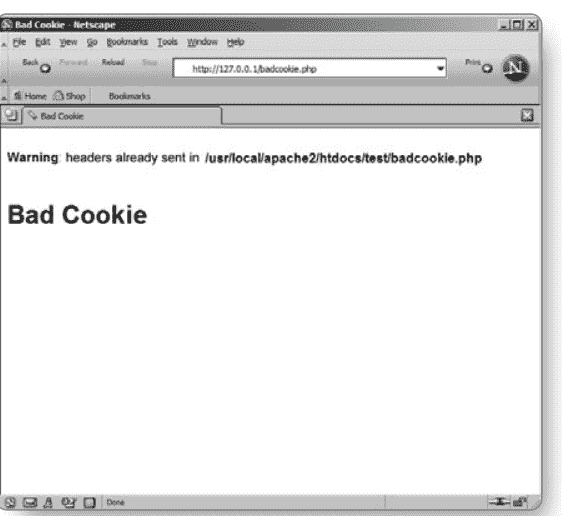 Bad Cookie - Netscape
File Edit View Go Bookmarks Tools Window Help
Back Forward Reload Stop http://127.0.0.1/badcookie.php Print N
Home Shop Bookmarks
Bad Cookie
Warning: headers already sent in /usr/local/apache2/htdocs/test/badcookie.php
Bad Cookie
Done